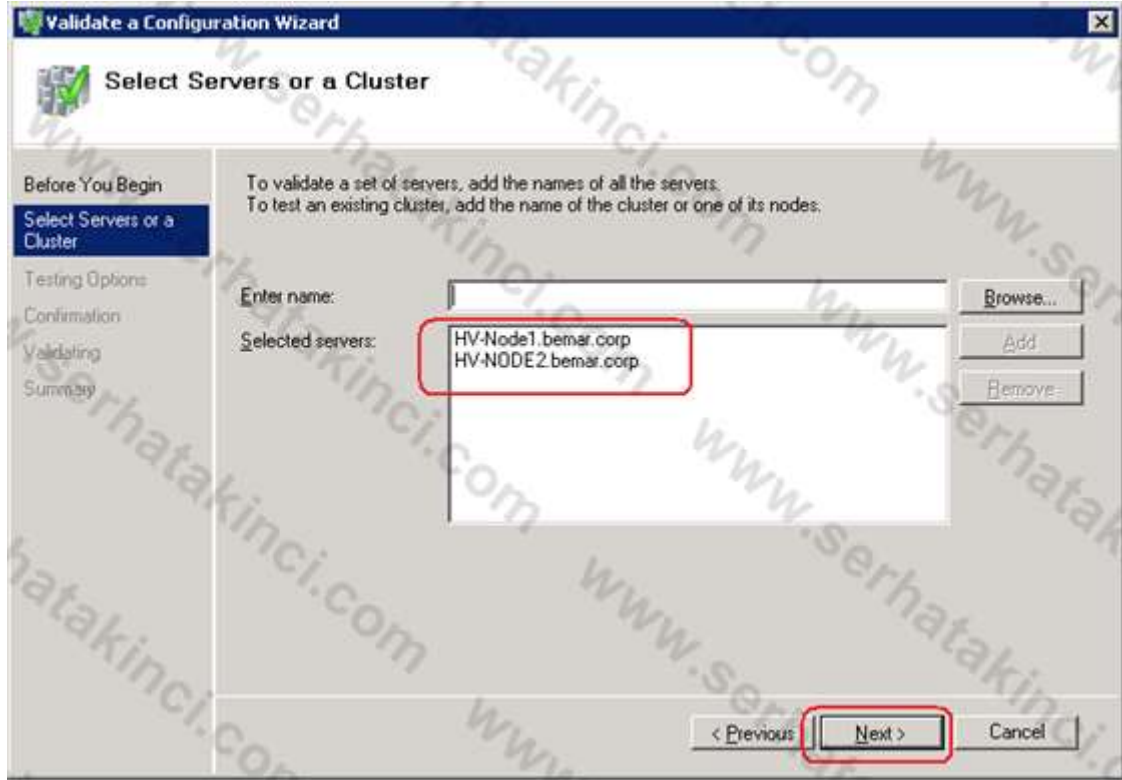 Validate a Configuration Wizard
Select Servers or a Cluster
Before You Begin
Select Servers or a
Cluster
Testing Options
Confirmation
Validating
Summary
To validate a set of servers, add the names of all the servers.
To test an existing cluster, add the name of the cluster or one of its nodes.
Enter name:
Browse...
Selected servers:
HV-Node1.bemar.corp
HV-NODE2.bemar.corp
Add
Remove
< Previous
Next >
Cancel
www.serhatakinci.com